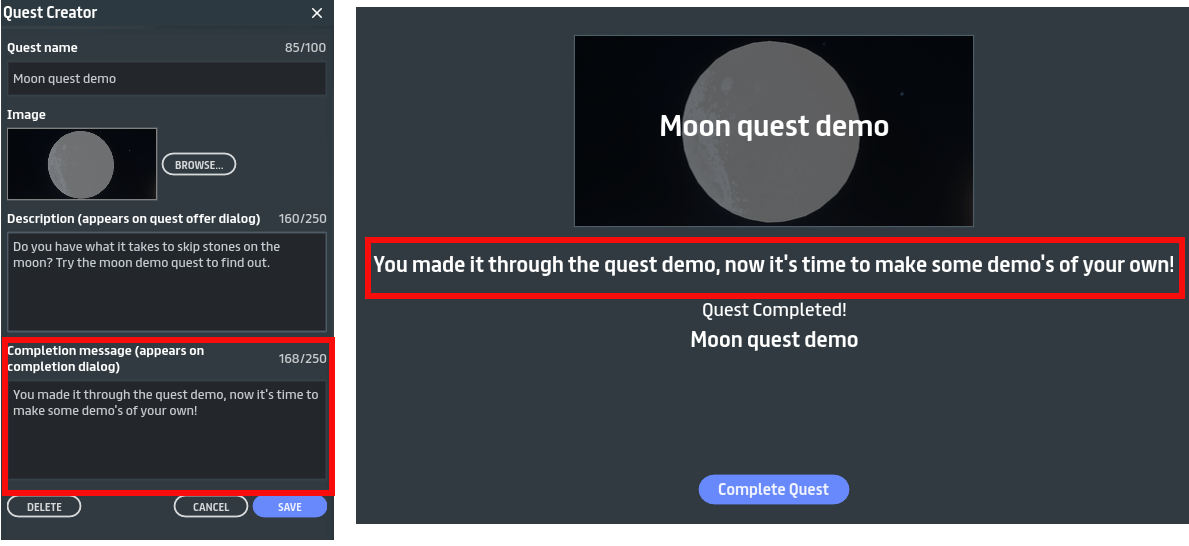 Quest Creator
Quest name 85/100
Moon quest demo
Image
BROWSE...
Description (appears on quest offer dialog) 160/250
Do you have what it takes to skip stones on the
moon? Try the moon demo quest to find out.
Completion message (appears on
completion dialog) 168/250
You made it through the quest demo, now it's time to
make some demo's of your own!
DELETE CANCEL SAVE
Moon quest demo
You made it through the quest demo, now it's time to make some demo's of your own!
Quest Completed!
Moon quest demo
Complete Quest